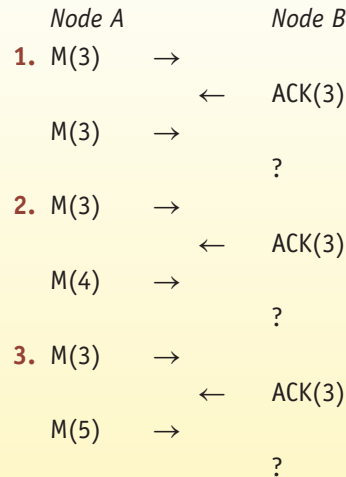 Node A Node B
1. M(3) →
← ACK(3)
M(3) →
?
2. M(3) →
← ACK(3)
M(4) →
?
3. M(3) →
← ACK(3)
M(5) →
?